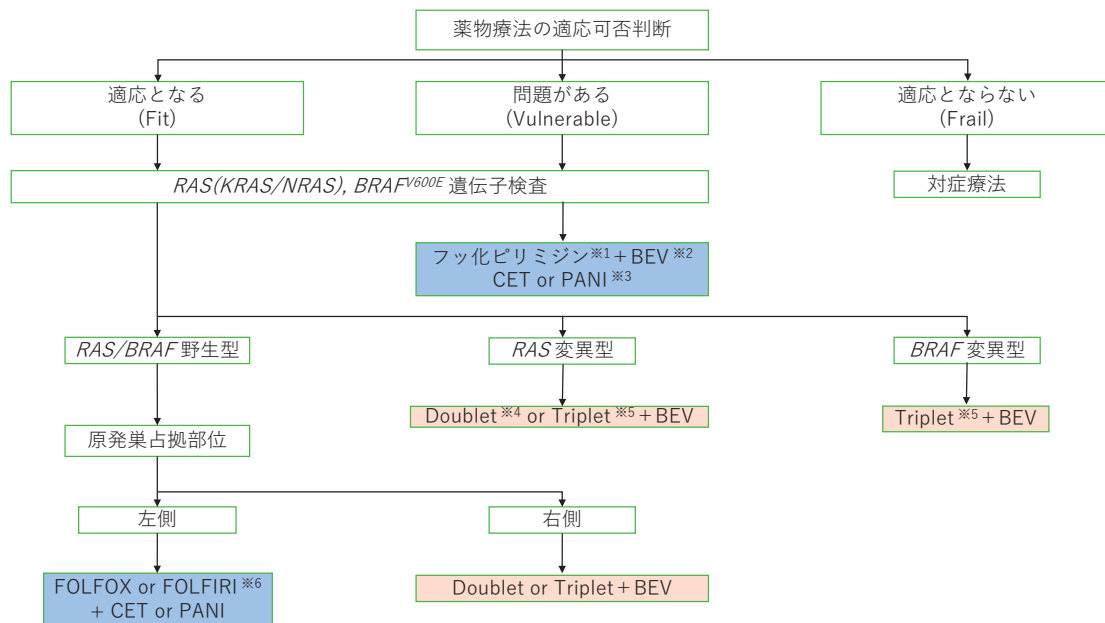 薬物療法の適応可否判断
適応となる
(Fit)
問題がある
(Vulnerable)
適応とならない
(Frail)
RAS(KRAS/NRAS), BRAF^V600E 遺伝子検査
対症療法
フッ化ピリミジン※1+BEV※2
CET or PANI※3
RAS/BRAF 野生型
RAS 変異型
BRAF 変異型
Doublet※4 or Triplet※5+BEV
Triplet※5+BEV
原発巣占拠部位
左側
右側
FOLFOX or FOLFIRI※6
+ CET or PANI
Doublet or Triplet+BEV